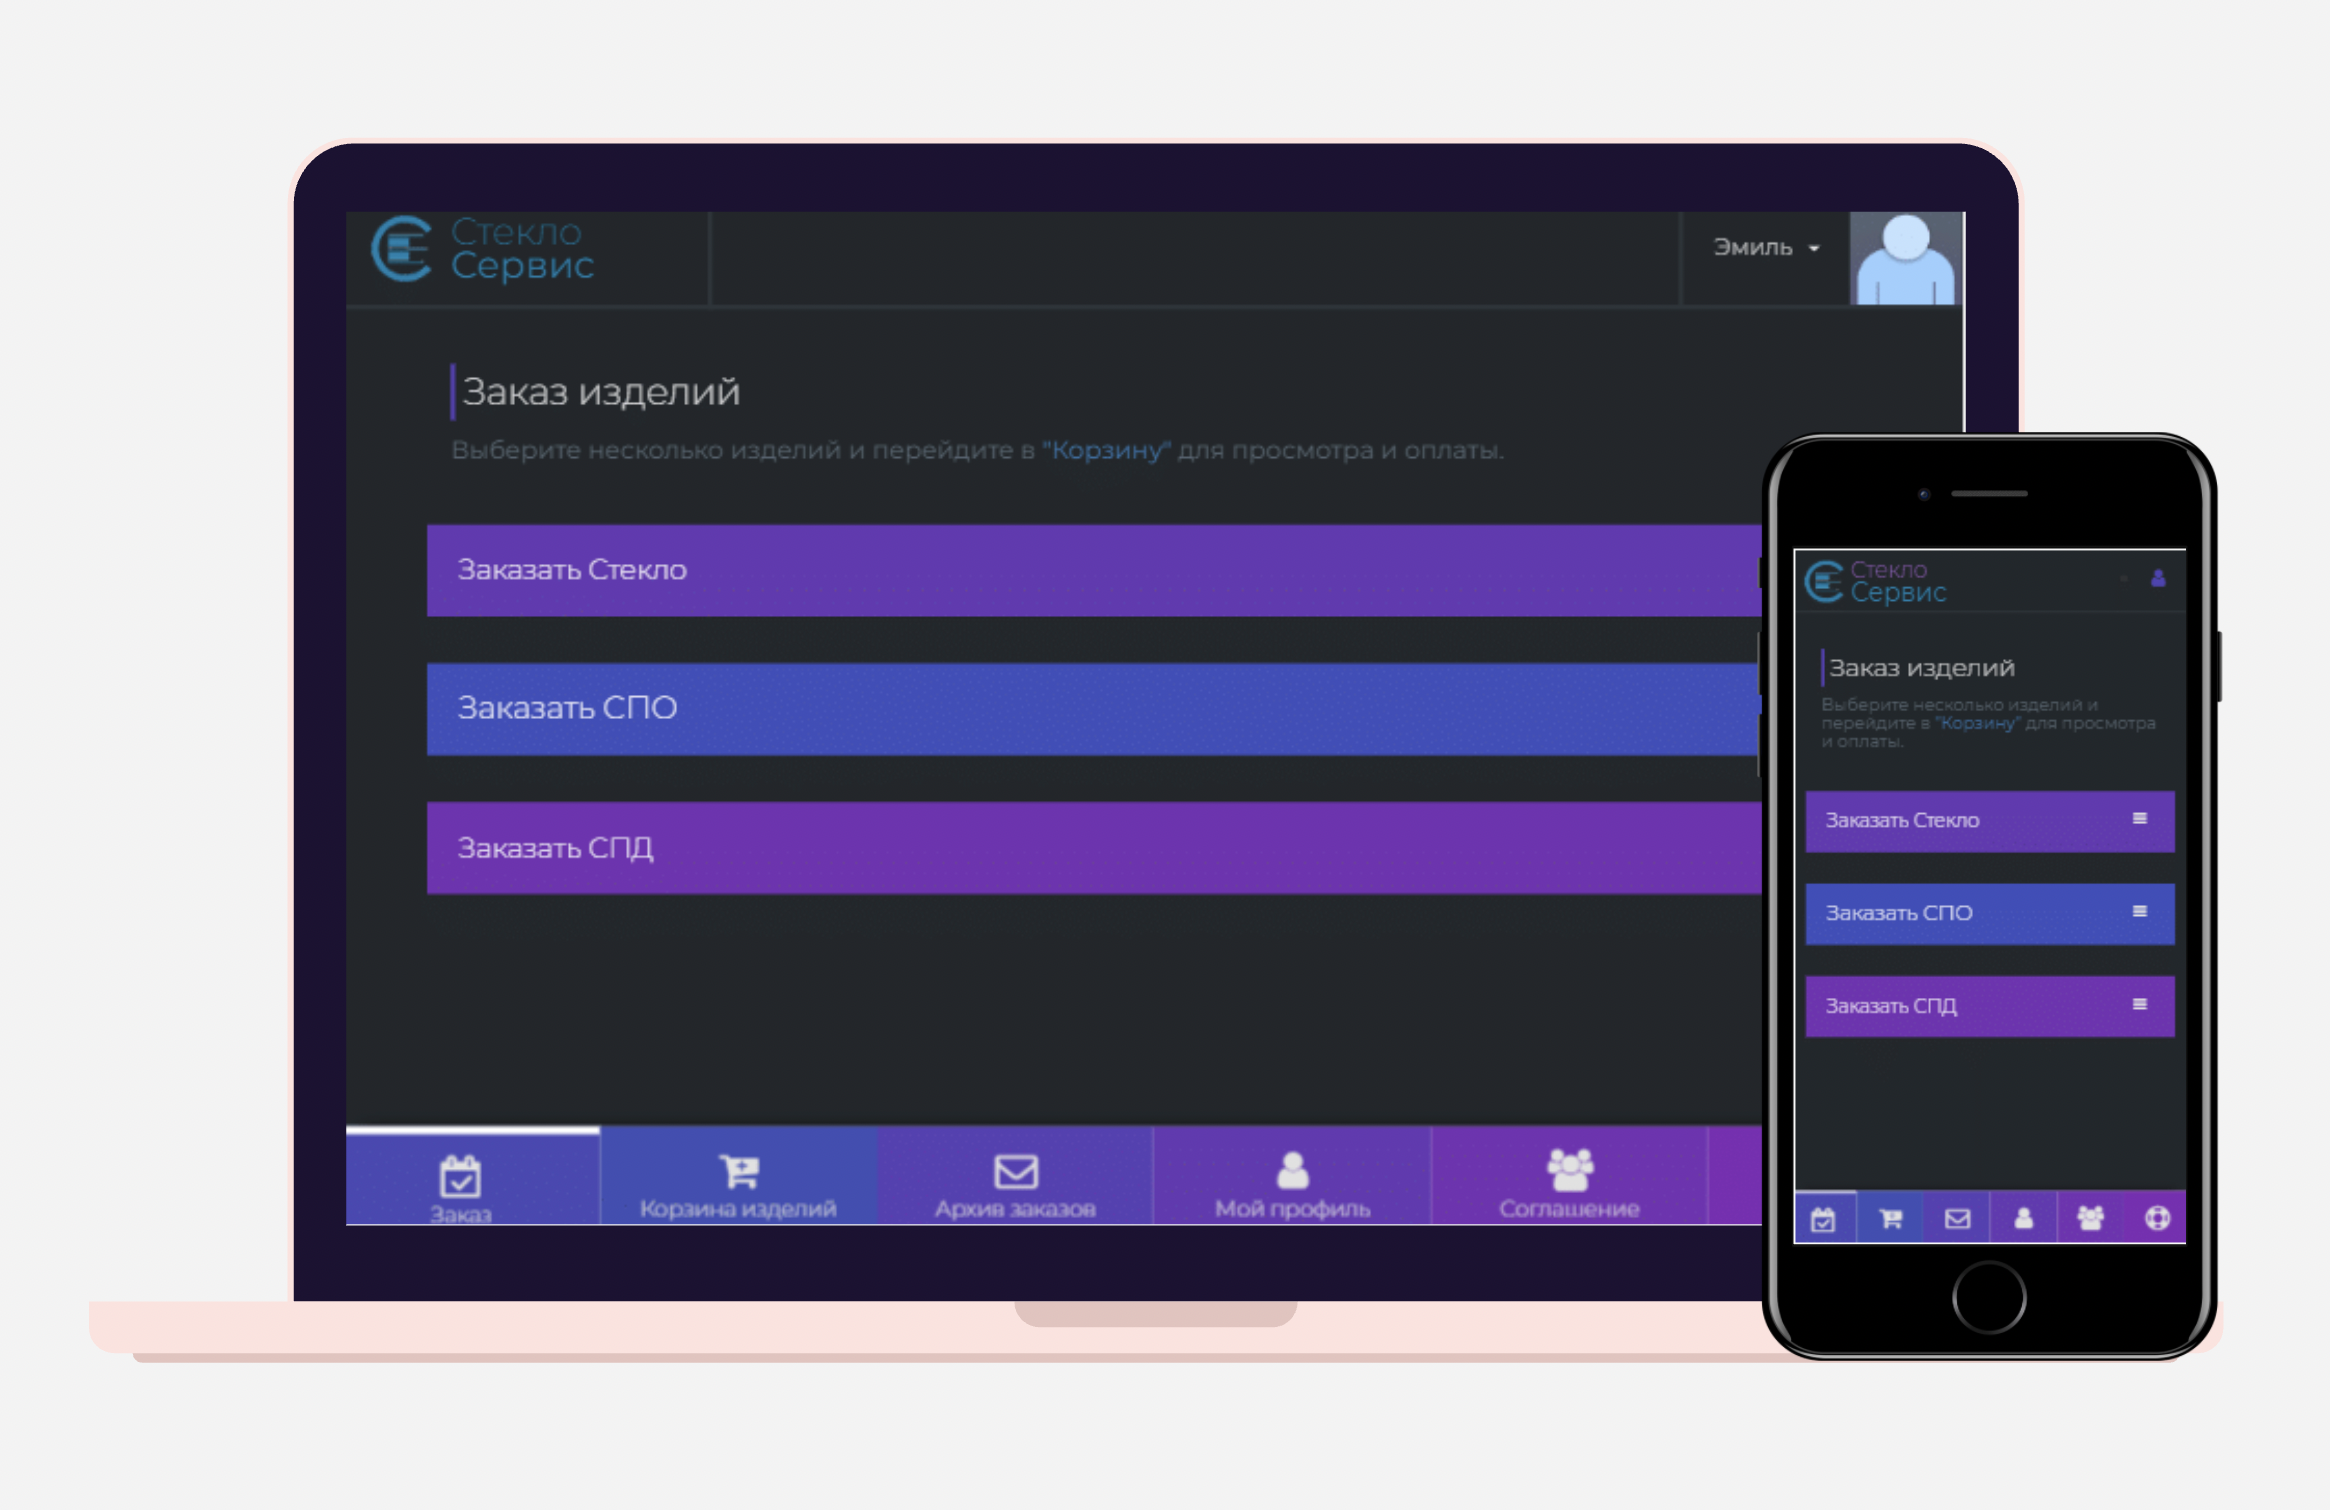 Стекло
Сервис
Эмиль
Заказ изделий
Выберите несколько изделий и перейдите в "Корзину" для просмотра и оплаты.
Заказать Стекло
Заказать СПО
Заказать СПД
Заказ
Корзина изделий
Архив заказов
Мой профиль
Соглашение
Стекло
Сервис
Заказ изделий
Выберите несколько изделий и
перейдите в "Корзину" для просмотра
и оплаты.
Заказать Стекло
Заказать СПО
Заказать СПД